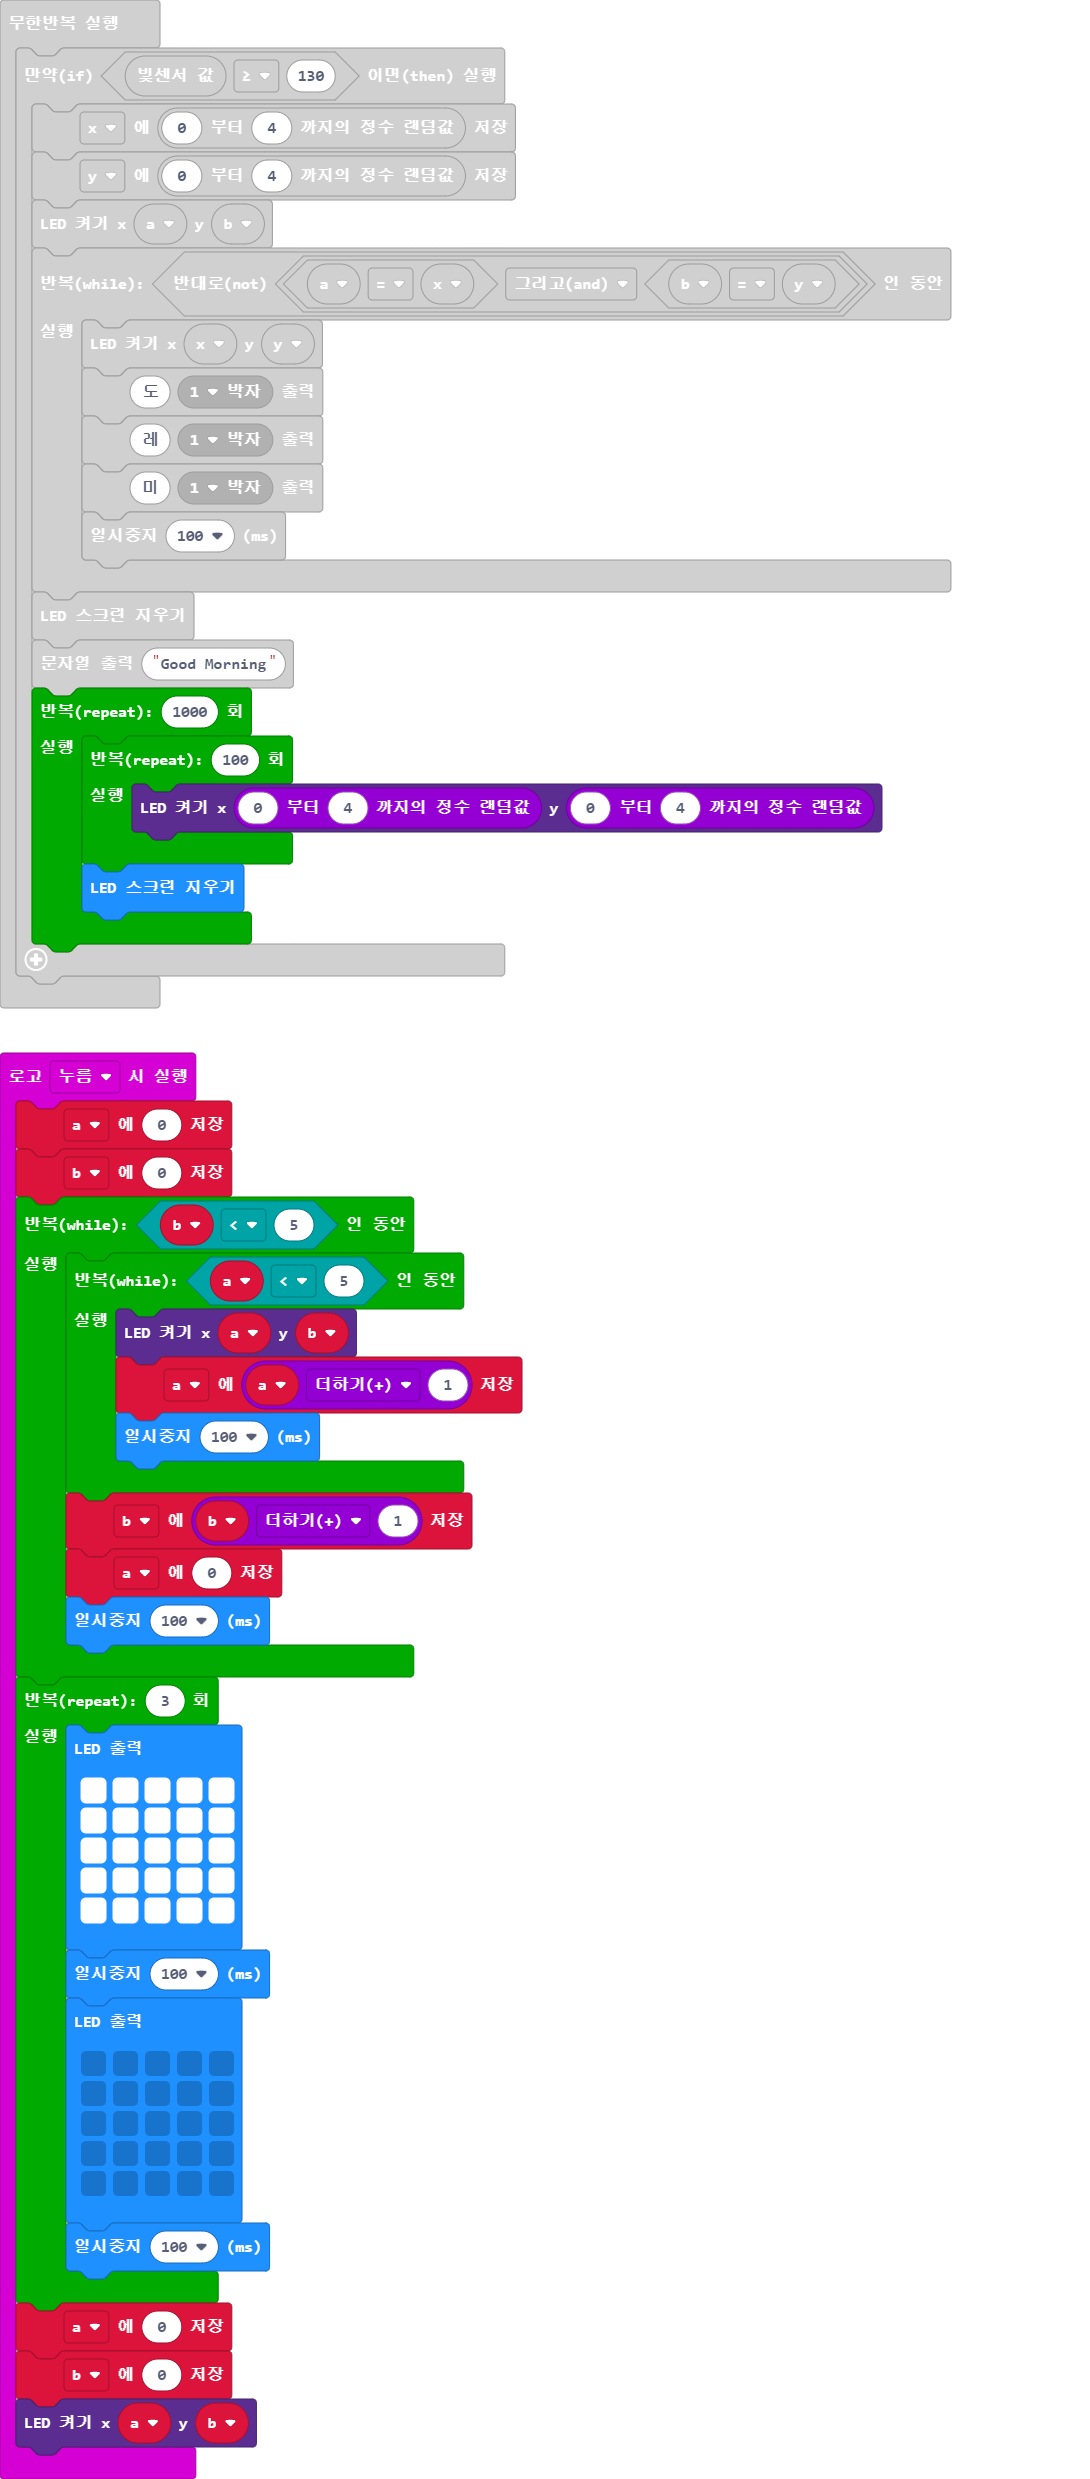 무한반복 실행
만약(if) 빛센서 값 ≥ 130 이면(then) 실행
x 에 0 부터 4 까지의 정수 랜덤값 저장
y 에 0 부터 4 까지의 정수 랜덤값 저장
LED 켜기 x a y b
반복(while): 반대로(not) a = x 그리고(and) b = y 인 동안
실행 LED 켜기 x x y y
도 1 박자 출력
레 1 박자 출력
미 1 박자 출력
일시중지 100 (ms)
LED 스크린 지우기
문자열 출력 "Good Morning"
반복(repeat): 1000 회
실행 반복(repeat): 100 회
실행 LED 켜기 x 0 부터 4 까지의 정수 랜덤값 y 0 부터 4 까지의 정수 랜덤값
LED 스크린 지우기
로고 누름 시 실행
a 에 0 저장
b 에 0 저장
반복(while): b < 5 인 동안
실행 반복(while): a < 5 인 동안
실행 LED 켜기 x a y b
a 에 a 더하기(+) 1 저장
일시중지 100 (ms)
b 에 b 더하기(+) 1 저장
a 에 0 저장
일시중지 100 (ms)
반복(repeat): 3 회
실행 LED 출력
일시중지 100 (ms)
LED 출력
일시중지 100 (ms)
a 에 0 저장
b 에 0 저장
LED 켜기 x a y b